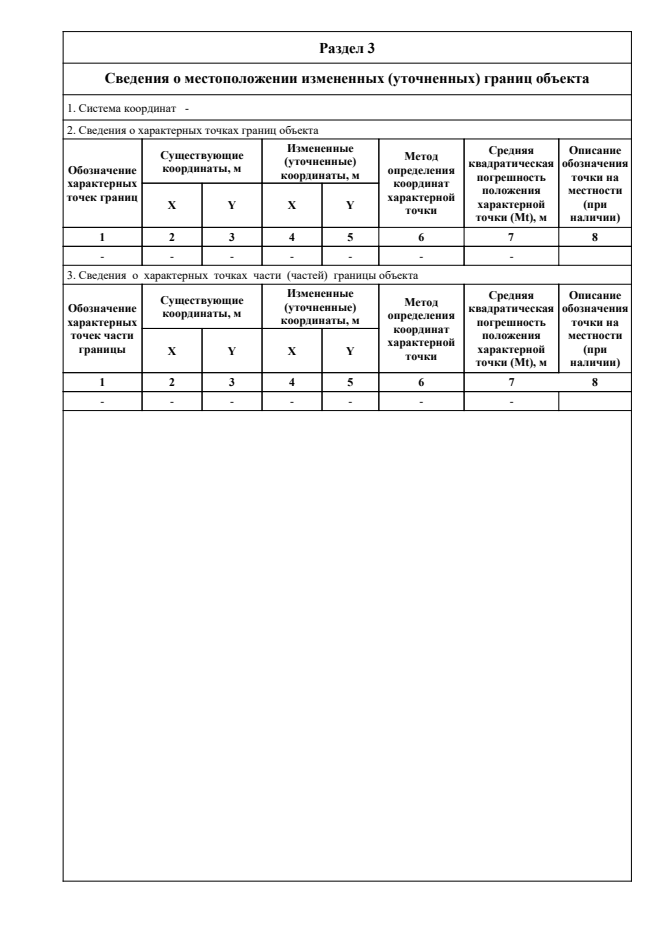 Раздел 3
Сведения о местоположении измененных (уточненных) границ объекта
1. Система координат -
2. Сведения о характерных точках границ объекта
Обозначение
характерных
точек границ
Существующие
координаты, м
Измененные
(уточненные)
координаты, м
Метод
определения
координат
характерной
точки
Средняя
квадратическая
погрешность
положения
характерной
точки (Mt), м
Описание
обозначения
точки на
местности
(при
наличии)
X Y X Y
1 2 3 4 5 6 7 8
- - - - - - -
3. Сведения о характерных точках части (частей) границы объекта
Обозначение
характерных
точек части
границы
Существующие
координаты, м
Измененные
(уточненные)
координаты, м
Метод
определения
координат
характерной
точки
Средняя
квадратическая
погрешность
положения
характерной
точки (Mt), м
Описание
обозначения
точки на
местности
(при
наличии)
X Y X Y
1 2 3 4 5 6 7 8
- - - - - - -